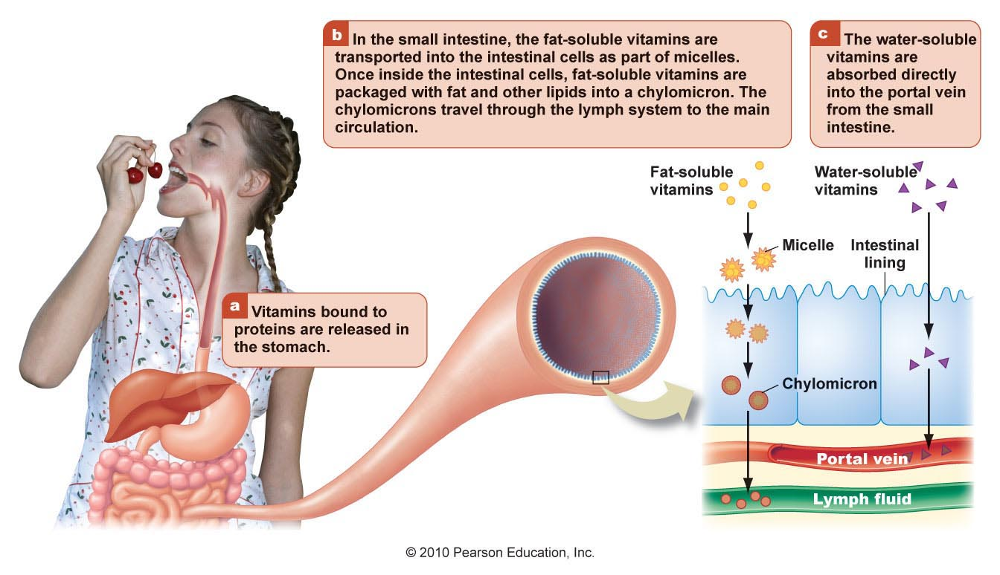 b In the small intestine, the fat-soluble vitamins are
transported into the intestinal cells as part of micelles.
Once inside the intestinal cells, fat-soluble vitamins are
packaged with fat and other lipids into a chylomicron. The
chylomicrons travel through the lymph system to the main
circulation.
c The water-soluble
vitamins are
absorbed directly
into the portal vein
from the small
intestine.
Fat-soluble
vitamins
Water-soluble
vitamins
Micelle
Intestinal
lining
a Vitamins bound to
proteins are released in
the stomach.
Chylomicron
Portal vein
Lymph fluid
© 2010 Pearson Education, Inc.